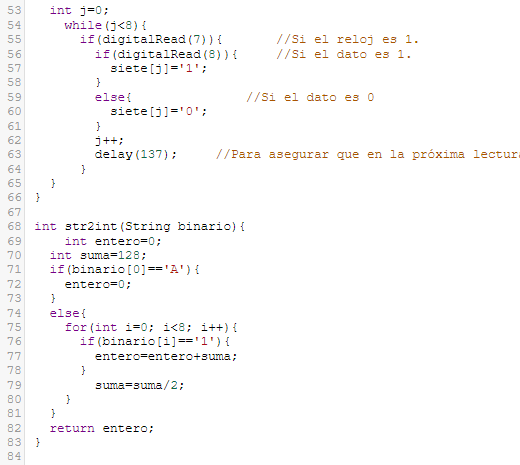 53 int j=0;
54 while(j<8){
55 if(digitalRead(7)){ //Si el reloj es 1.
56 if(digitalRead(8)){ //Si el dato es 1.
57 siete[j]='1';
58 }
59 else{ //Si el dato es 0
60 siete[j]='0';
61 }
62 j++;
63 delay(137); //Para asegurar que en la próxima lectura
64 }
65 }
66 }
67
68 int str2int(String binario){
69 int entero=0;
70 int suma=128;
71 if(binario[0]=='A'){
72 entero=0;
73 }
74 else{
75 for(int i=0; i<8; i++){
76 if(binario[i]=='1'){
77 entero=entero+suma;
78 }
79 suma=suma/2;
80 }
81 }
82 return entero;
83 }
84